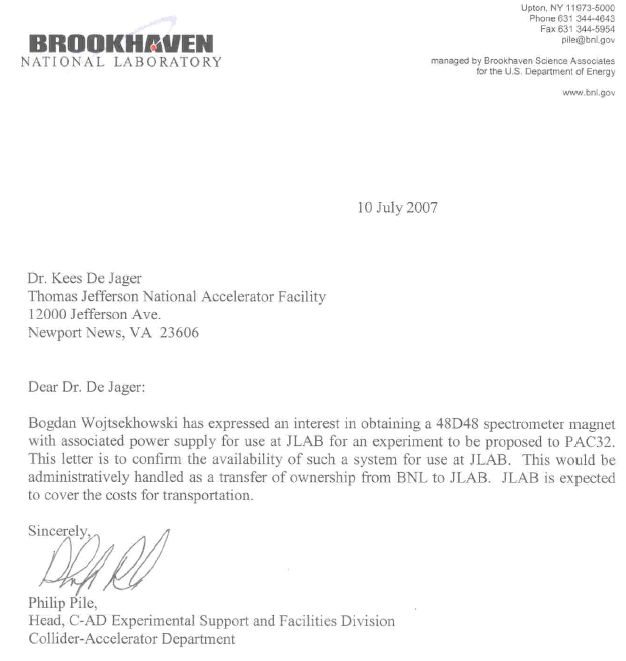 BROOKHAVEN
NATIONAL LABORATORY
Upton, NY 11973-5000
Phone 631 344-4643
Fax 631 344-5954
pile@bnl.gov
managed by Brookhaven Science Associates
for the U.S. Department of Energy
www.bnl.gov
10 July 2007
Dr. Kees De Jager
Thomas Jefferson National Accelerator Facility
12000 Jefferson Ave.
Newport News, VA 23606
Dear Dr. De Jager:
Bogdan Wojtsekhowski has expressed an interest in obtaining a 48D48 spectrometer magnet
with associated power supply for use at JLAB for an experiment to be proposed to PAC32.
This letter is to confirm the availability of such a system for use at JLAB. This would be
administratively handled as a transfer of ownership from BNL to JLAB. JLAB is expected
to cover the costs for transportation.
Sincerely,
Philip Pile,
Head, C-AD Experimental Support and Facilities Division
Collider-Accelerator Department